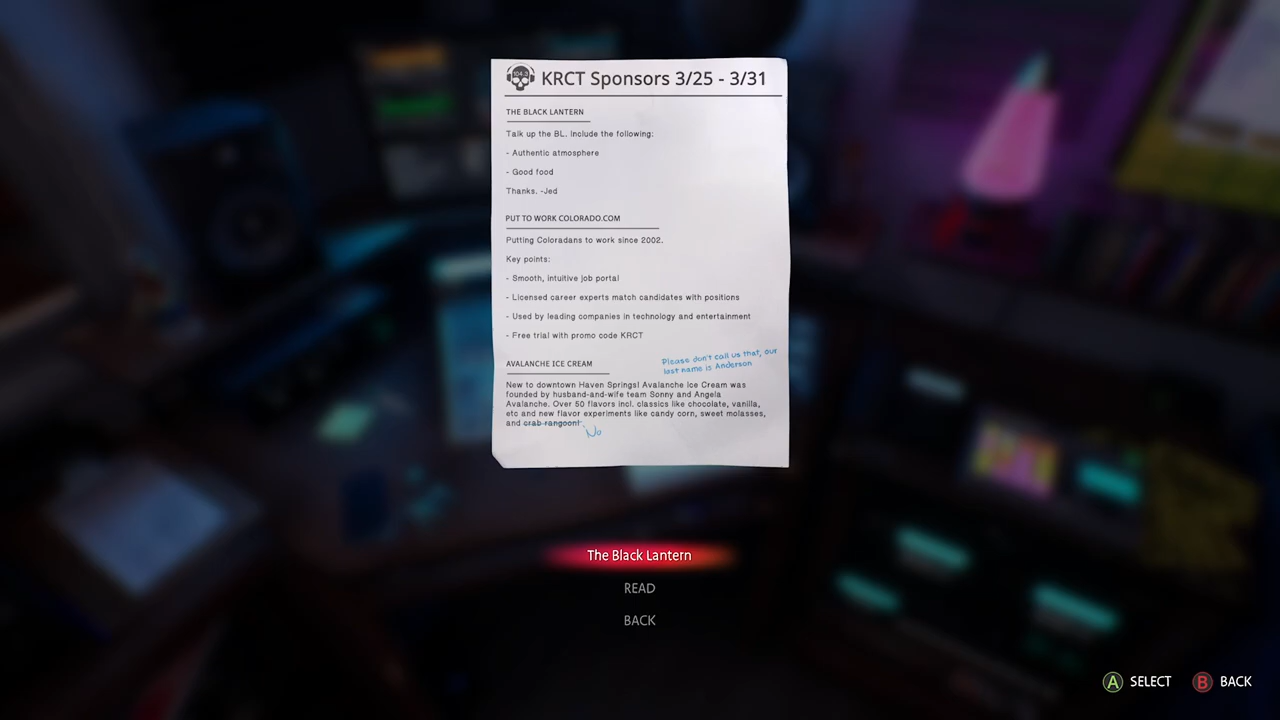 KRCT Sponsors 3/25 - 3/31
THE BLACK LANTERN
Talk up the BL. Include the following:
- Authentic atmosphere
- Good food
Thanks. -Jed
PUT TO WORK COLORADO.COM
Putting Coloradans to work since 2002.
Key points:
- Smooth, intuitive job portal
- Licensed career experts match candidates with positions
- Used by leading companies in technology and entertainment
- Free trial with promo code KRCT
Please don't call us that, our
last name is Anderson
AVALANCHE ICE CREAM
New to downtown Haven Springs! Avalanche Ice Cream was
founded by husband-and-wife team Sonny and Angela
Avalanche. Over 50 flavors incl. classics like chocolate, vanilla,
etc and new flavor experiments like candy corn, sweet molasses,
and crab rangoon!
No
The Black Lantern
READ
BACK
A SELECT B BACK